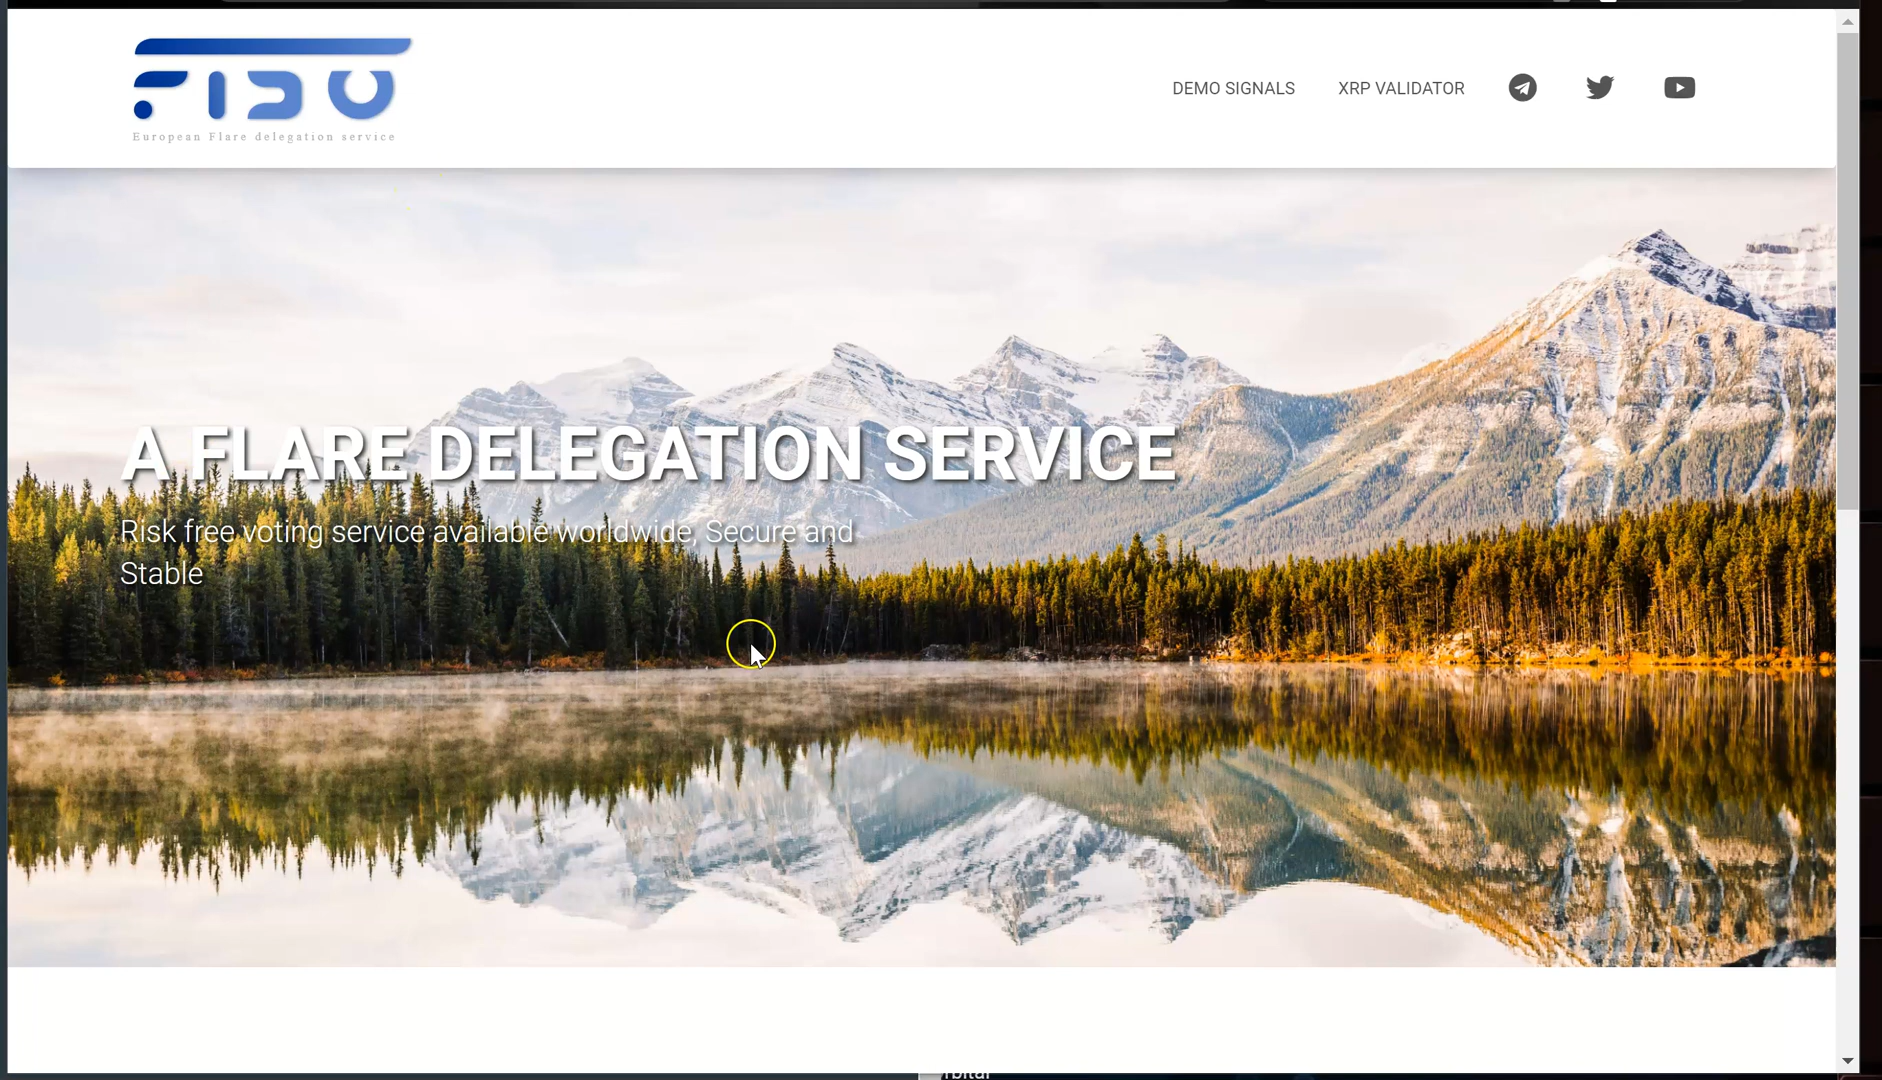 FTSO
European Flare delegation service
DEMO SIGNALS
XRP VALIDATOR
A FLARE DELEGATION SERVICE
Risk free voting service available worldwide, Secure and
Stable